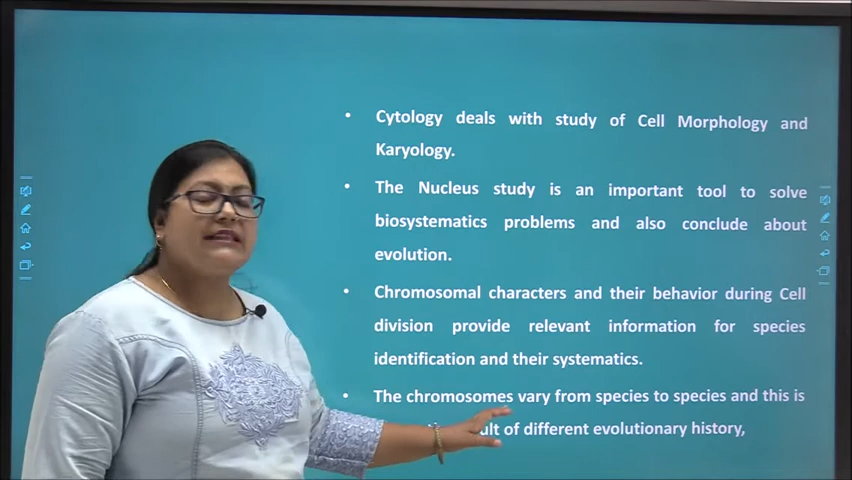 • Cytology deals with study of Cell Morphology and
Karyology.
• The Nucleus study is an important tool to solve
biosystematics problems and also conclude about
evolution.
• Chromosomal characters and their behavior during Cell
division provide relevant information for species
identification and their systematics.
• The chromosomes vary from species to species and this is
of different evolutionary history,